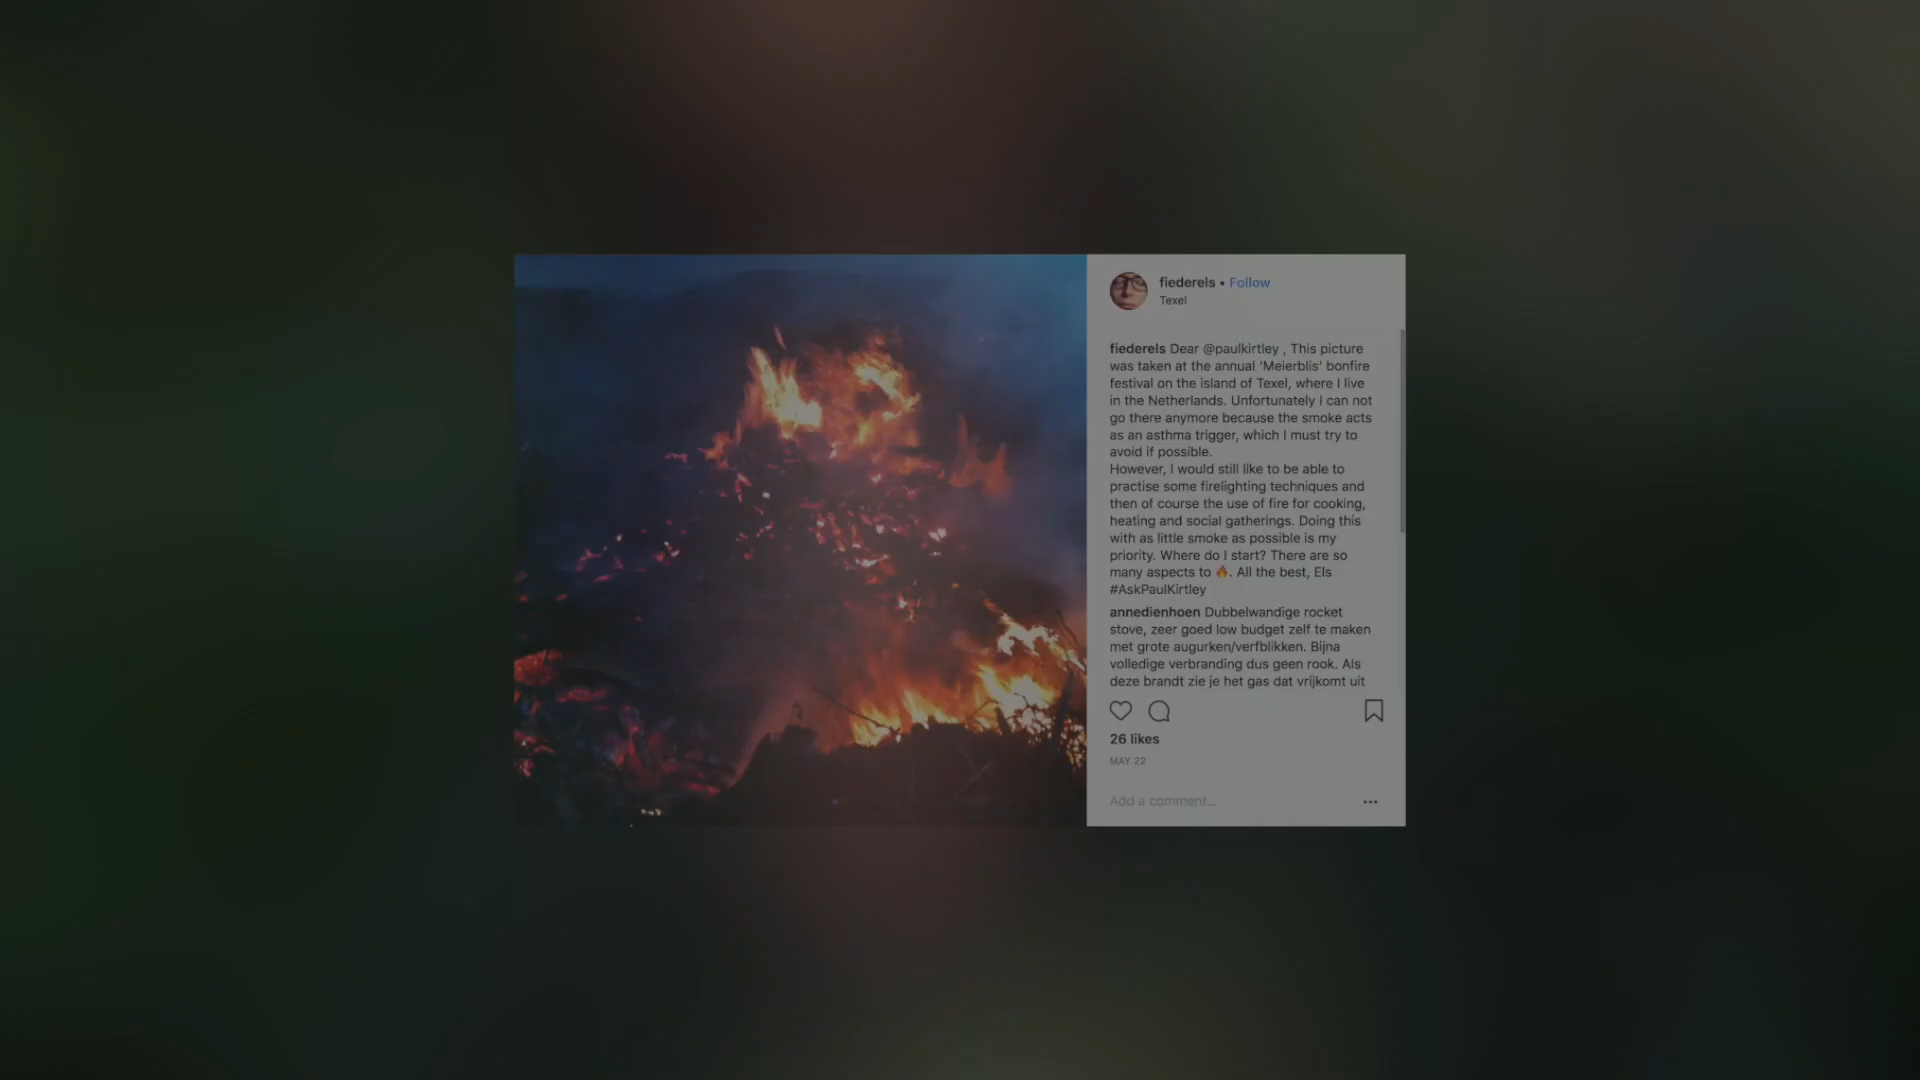 fiederels • Follow
Texel
fiederels Dear @paulkirtley , This picture
was taken at the annual 'Meierblis' bonfire
festival on the island of Texel, where I live
in the Netherlands. Unfortunately I can not
go there anymore because the smoke acts
as an asthma trigger, which I must try to
avoid if possible.
However, I would still like to be able to
practise some firelighting techniques and
then of course the use of fire for cooking,
heating and social gatherings. Doing this
with as little smoke as possible is my
priority. Where do I start? There are so
many aspects to 🔥. All the best, Els
#AskPaulKirtley
annedienhoen Dubbelwandige rocket
stove, zeer goed low budget zelf te maken
met grote augurken/verfblikken. Bijna
volledige verbranding dus geen rook. Als
deze brandt zie je het gas dat vrijkomt uit
26 likes
MAY 22
Add a comment...